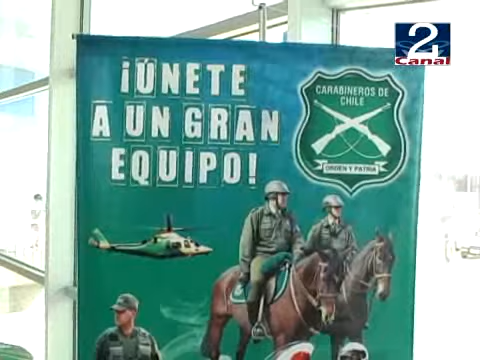 2
Canal
¡ÚNETE
A UN GRAN
EQUIPO!
CARABINEROS DE
CHILE
ORDEN Y PATRIA